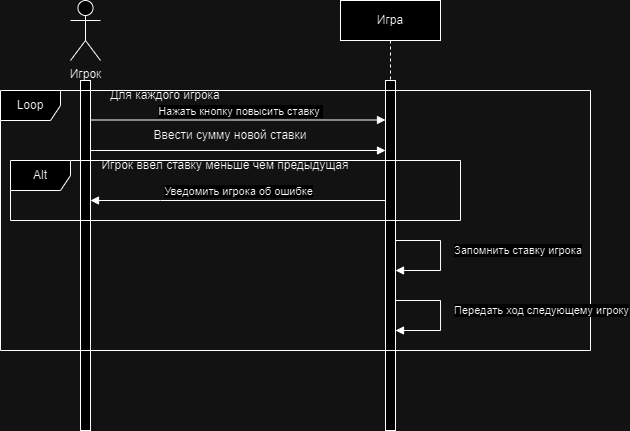 Игра
Игрок
Loop
Для каждого игрока
Нажать кнопку повысить ставку
Ввести сумму новой ставки
Alt
Игрок ввел ставку меньше чем предыдущая
Уведомить игрока об ошибке
Запомнить ставку игрока
Передать ход следующему игроку